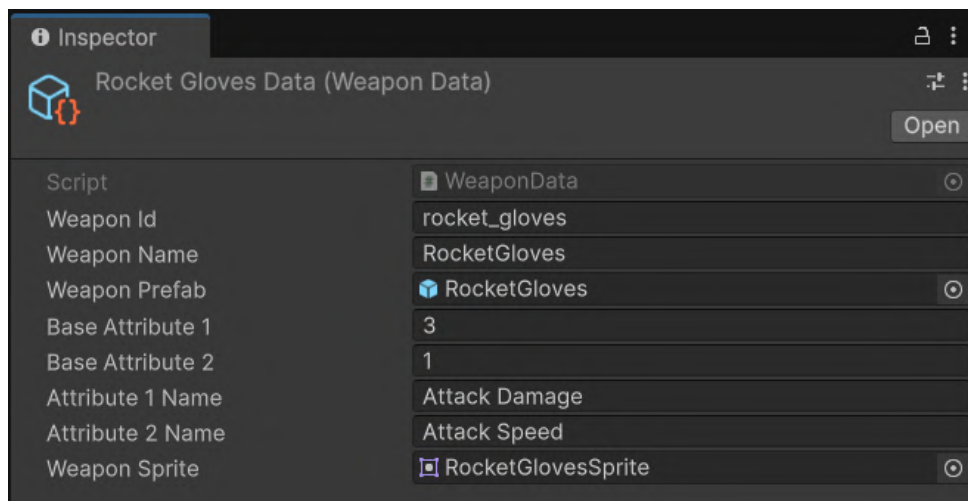 Inspector
Rocket Gloves Data (Weapon Data)
Open
Script # WeaponData
Weapon Id rocket_gloves
Weapon Name RocketGloves
Weapon Prefab RocketGloves
Base Attribute 1 3
Base Attribute 2 1
Attribute 1 Name Attack Damage
Attribute 2 Name Attack Speed
Weapon Sprite RocketGlovesSprite